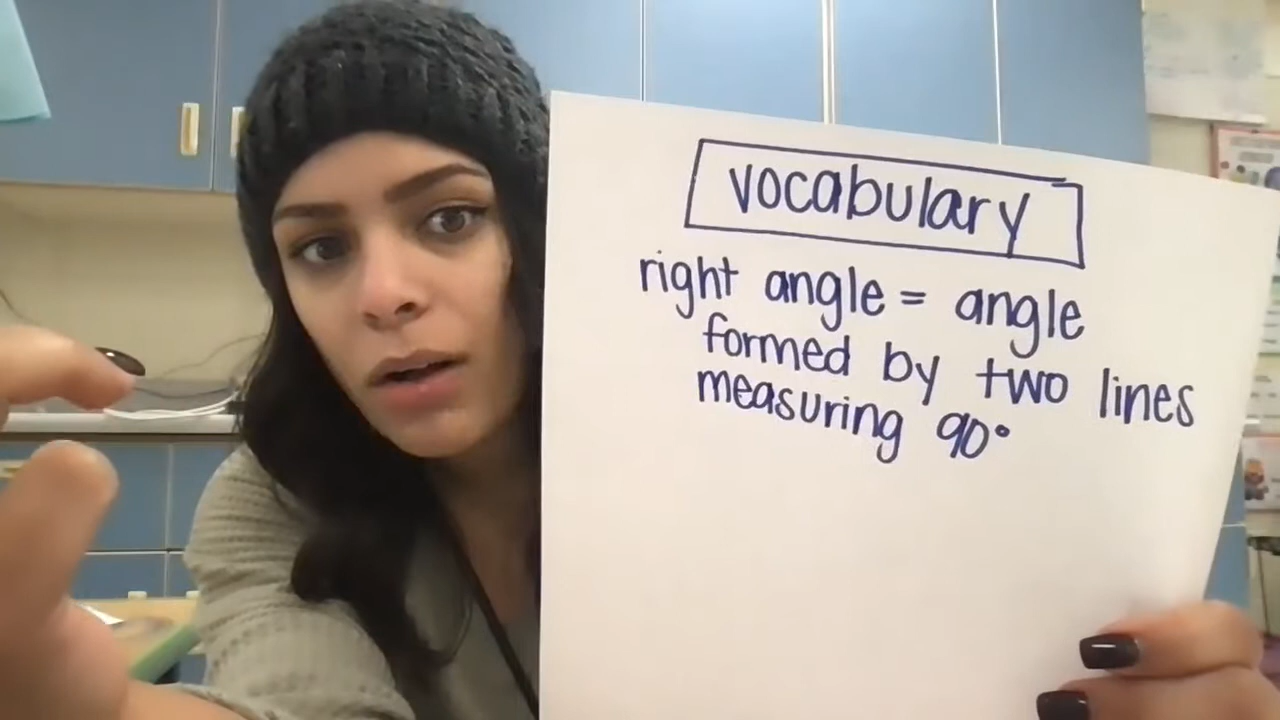 vocabulary
right angle = angle
formed by two lines
measuring 90°